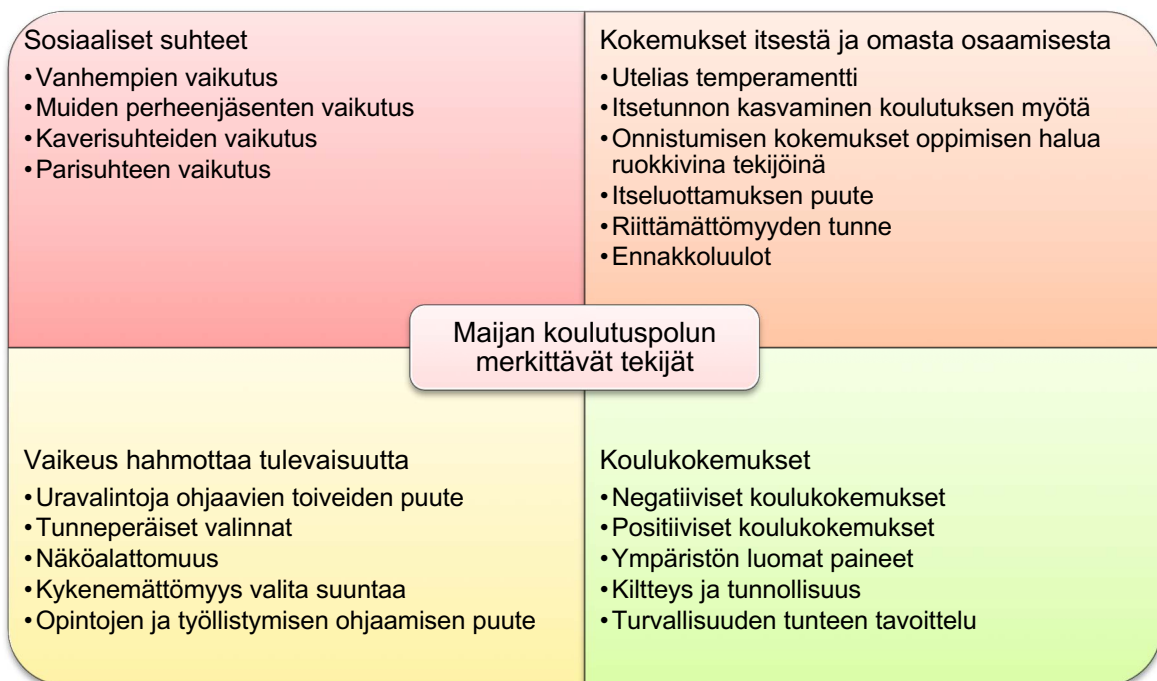 Sosiaaliset suhteet
•Vanhempien vaikutus
•Muiden perheenjäsenten vaikutus
•Kaverisuhteiden vaikutus
•Parisuhteen vaikutus
Kokemukset itsestä ja omasta osaamisesta
•Utelias temperamentti
•Itsetunnon kasvaminen koulutuksen myötä
•Onnistumisen kokemukset oppimisen halua
ruokkivina tekijöinä
•Itseluottamuksen puute
•Riittämättömyyden tunne
•Ennakkoluulot
Maijan koulutuspolun
merkittävät tekijät
Vaikeus hahmottaa tulevaisuutta
•Uravalintoja ohjaavien toiveiden puute
•Tunneperäiset valinnat
•Näköalattomuus
•Kykenemättömyys valita suuntaa
•Opintojen ja työllistymisen ohjaamisen puute
Koulukokemukset
•Negatiiviset koulukokemukset
•Positiiviset koulukokemukset
•Ympäristön luomat paineet
•Kiltteys ja tunnollisuus
•Turvallisuuden tunteen tavoittelu